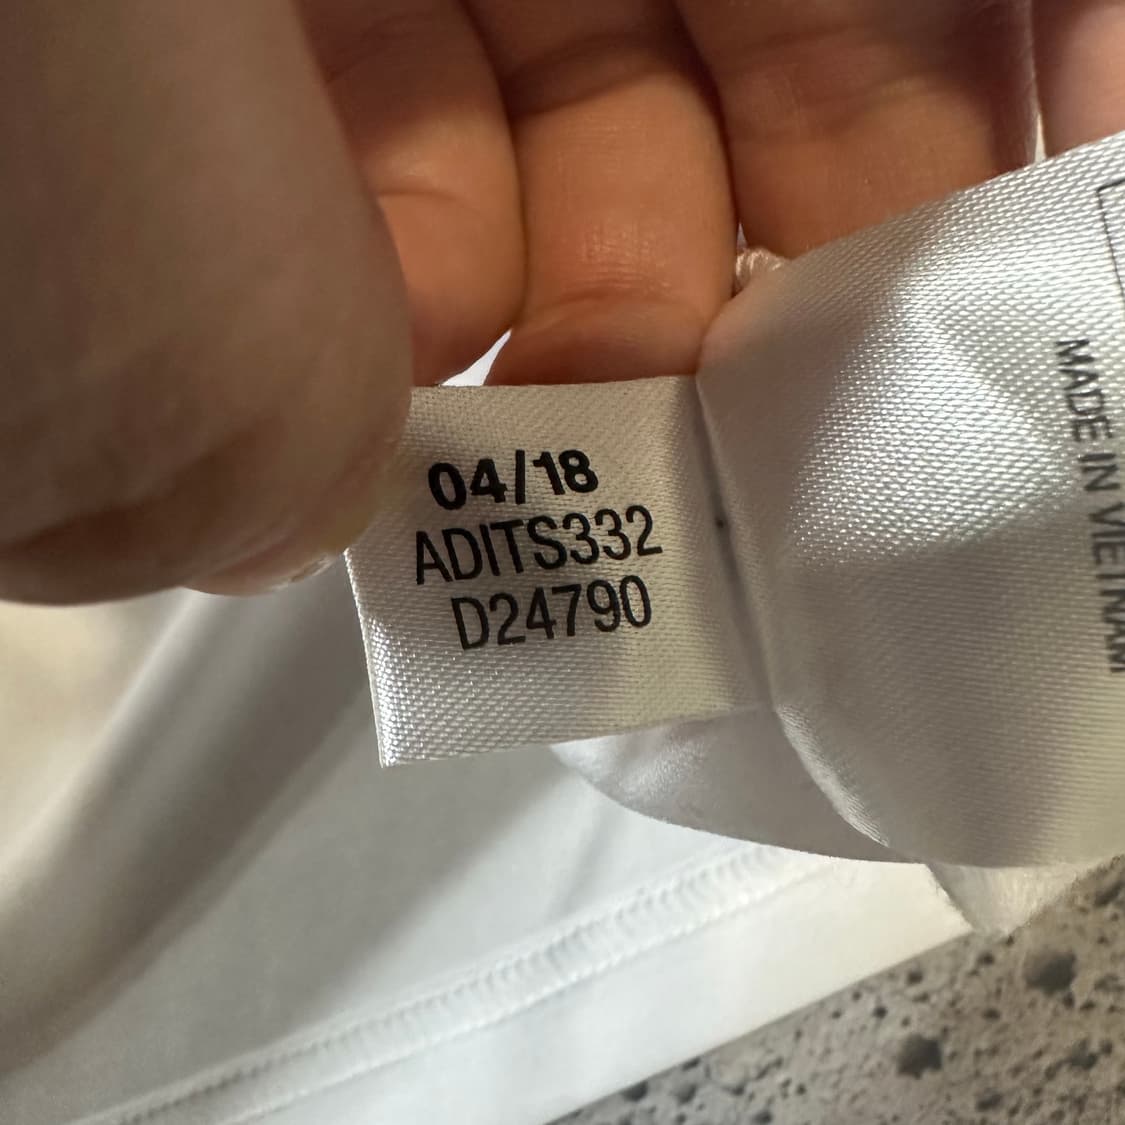 04/18
ADITS332
D24790
MADE IN VIETNAM